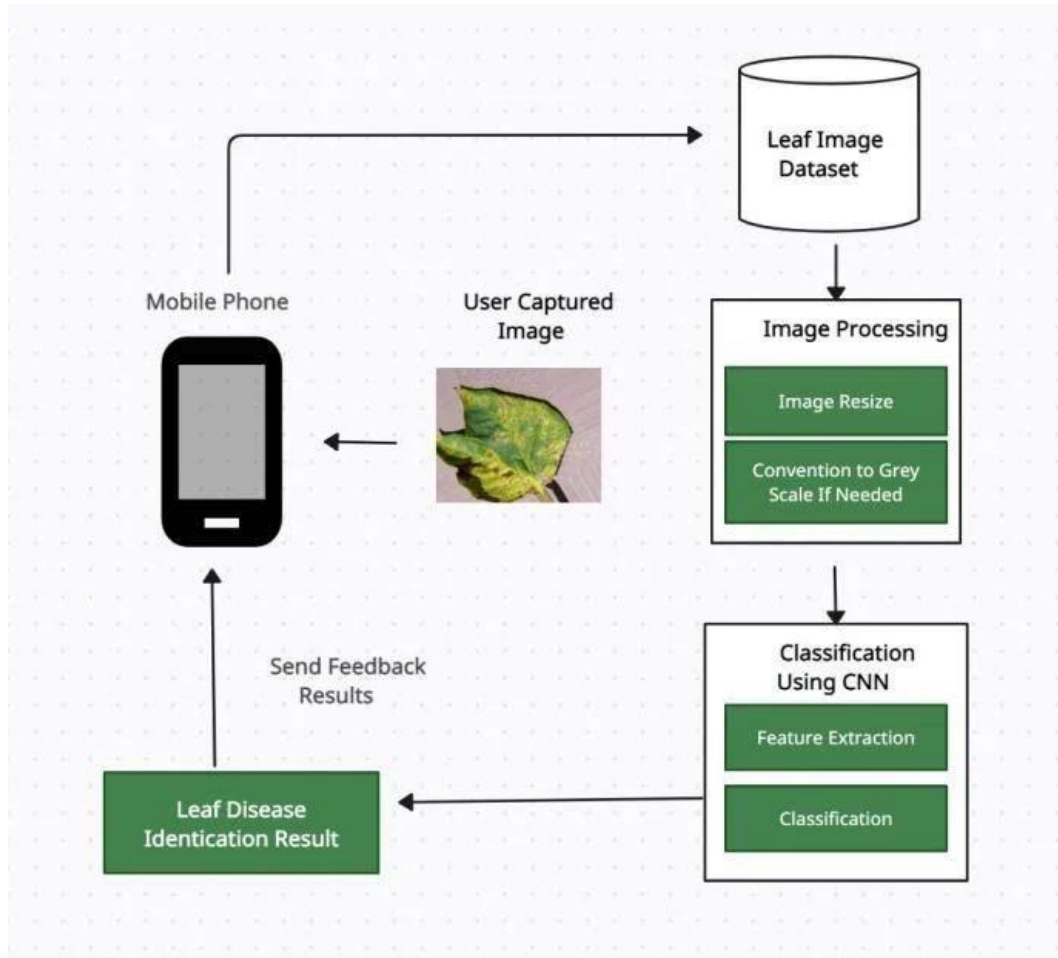 Leaf Image
Dataset
Mobile Phone
User Captured
Image
Image Processing
Image Resize
Convention to Grey
Scale If Needed
Classification
Using CNN
Feature Extraction
Classification
Send Feedback
Results
Leaf Disease
Identication Result